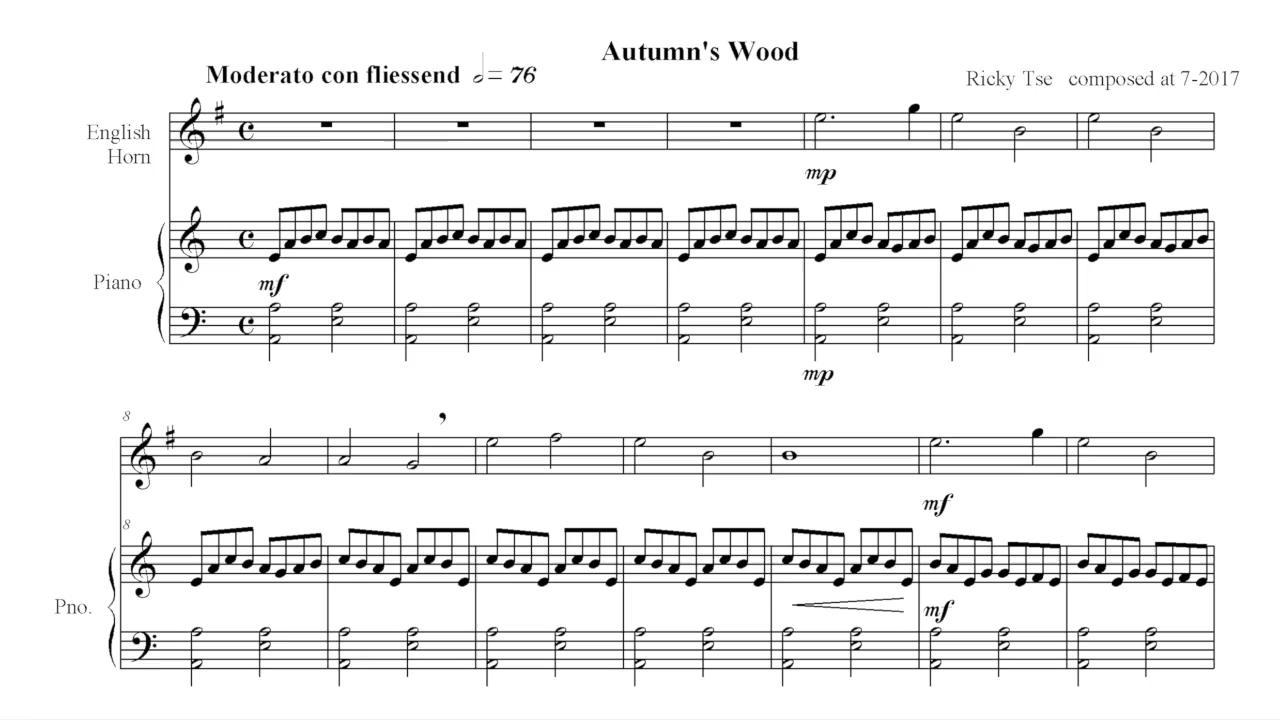 Autumn's Wood
Moderato con fliessend 𝅗𝅥 = 76
Ricky Tse composed at 7-2017
English
Horn
mp
Piano
mf
mp
8
mf
8
Pno.
mf